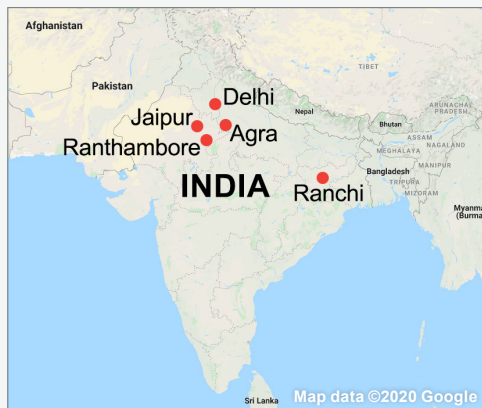 Afghanistan
TIBET
Pakistan
Delhi
Nepal
ARUNACHAL
PRADESH
Jaipur
Agra
Bhutan
ASSAM
NAGALAND
Ranthambore
MEGHALAYA
MANIPUR
Bangladesh
INDIA
Ranchi
TRIPURA
MIZORAM
Myanma
(Burma
Sri Lanka
Map data ©2020 Google